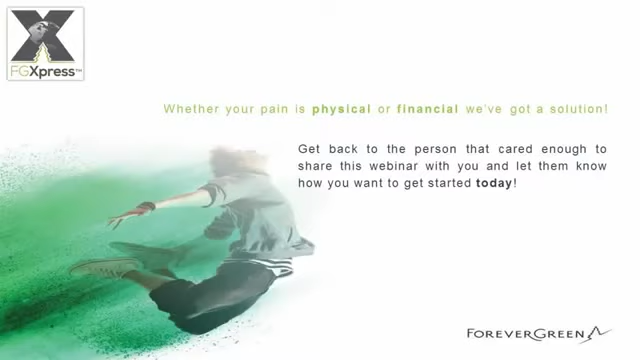 FGXpress™
Whether your pain is physical or financial we've got a solution!
Get back to the person that cared enough to
share this webinar with you and let them know
how you want to get started today!
FOREVERGREEN